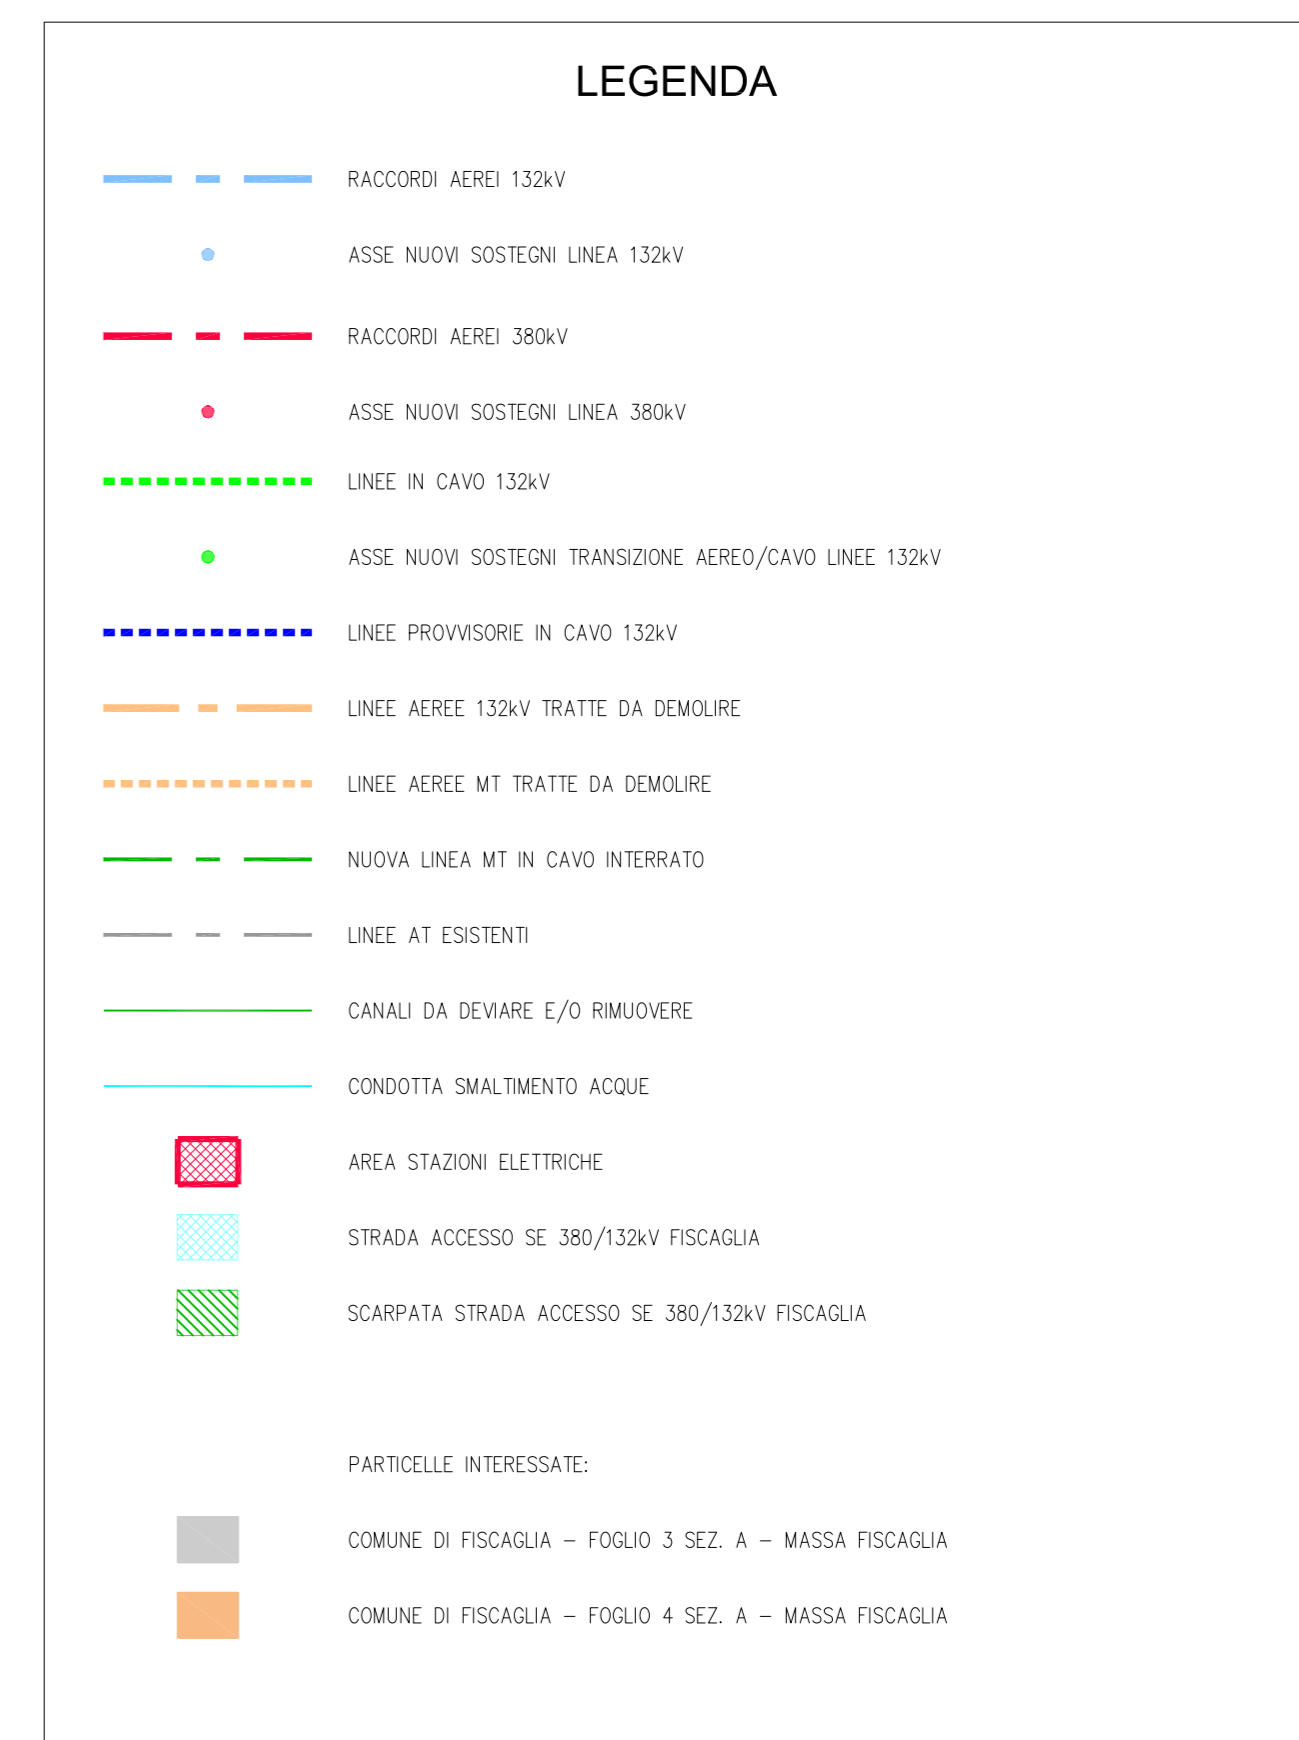 LEGENDA
RACCORDI AEREI 132kV
ASSE NUOVI SOSTEGNI LINEA 132kV
RACCORDI AEREI 380kV
ASSE NUOVI SOSTEGNI LINEA 380kV
LINEE IN CAVO 132kV
ASSE NUOVI SOSTEGNI TRANSIZIONE AEREO/CAVO LINEE 132kV
LINEE PROVVISORIE IN CAVO 132kV
LINEE AEREE 132kV TRATTE DA DEMOLIRE
LINEE AEREE MT TRATTE DA DEMOLIRE
NUOVA LINEA MT IN CAVO INTERRATO
LINEE AT ESISTENTI
CANALI DA DEVIARE E/O RIMUOVERE
CONDOTTA SMALTIMENTO ACQUE
AREA STAZIONI ELETTRICHE
STRADA ACCESSO SE 380/132kV FISCAGLIA
SCARPATA STRADA ACCESSO SE 380/132kV FISCAGLIA
PARTICELLE INTERESSATE:
COMUNE DI FISCAGLIA – FOGLIO 3 SEZ. A – MASSA FISCAGLIA
COMUNE DI FISCAGLIA – FOGLIO 4 SEZ. A – MASSA FISCAGLIA